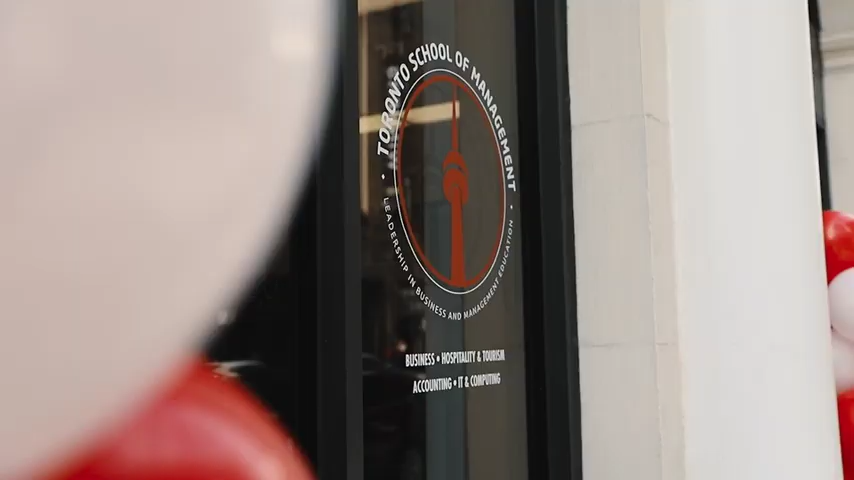 TORONTO SCHOOL OF MANAGEMENT
LEADERSHIP IN BUSINESS AND MANAGEMENT EDUCATION
BUSINESS • HOSPITALITY & TOURISM
ACCOUNTING • IT & COMPUTING